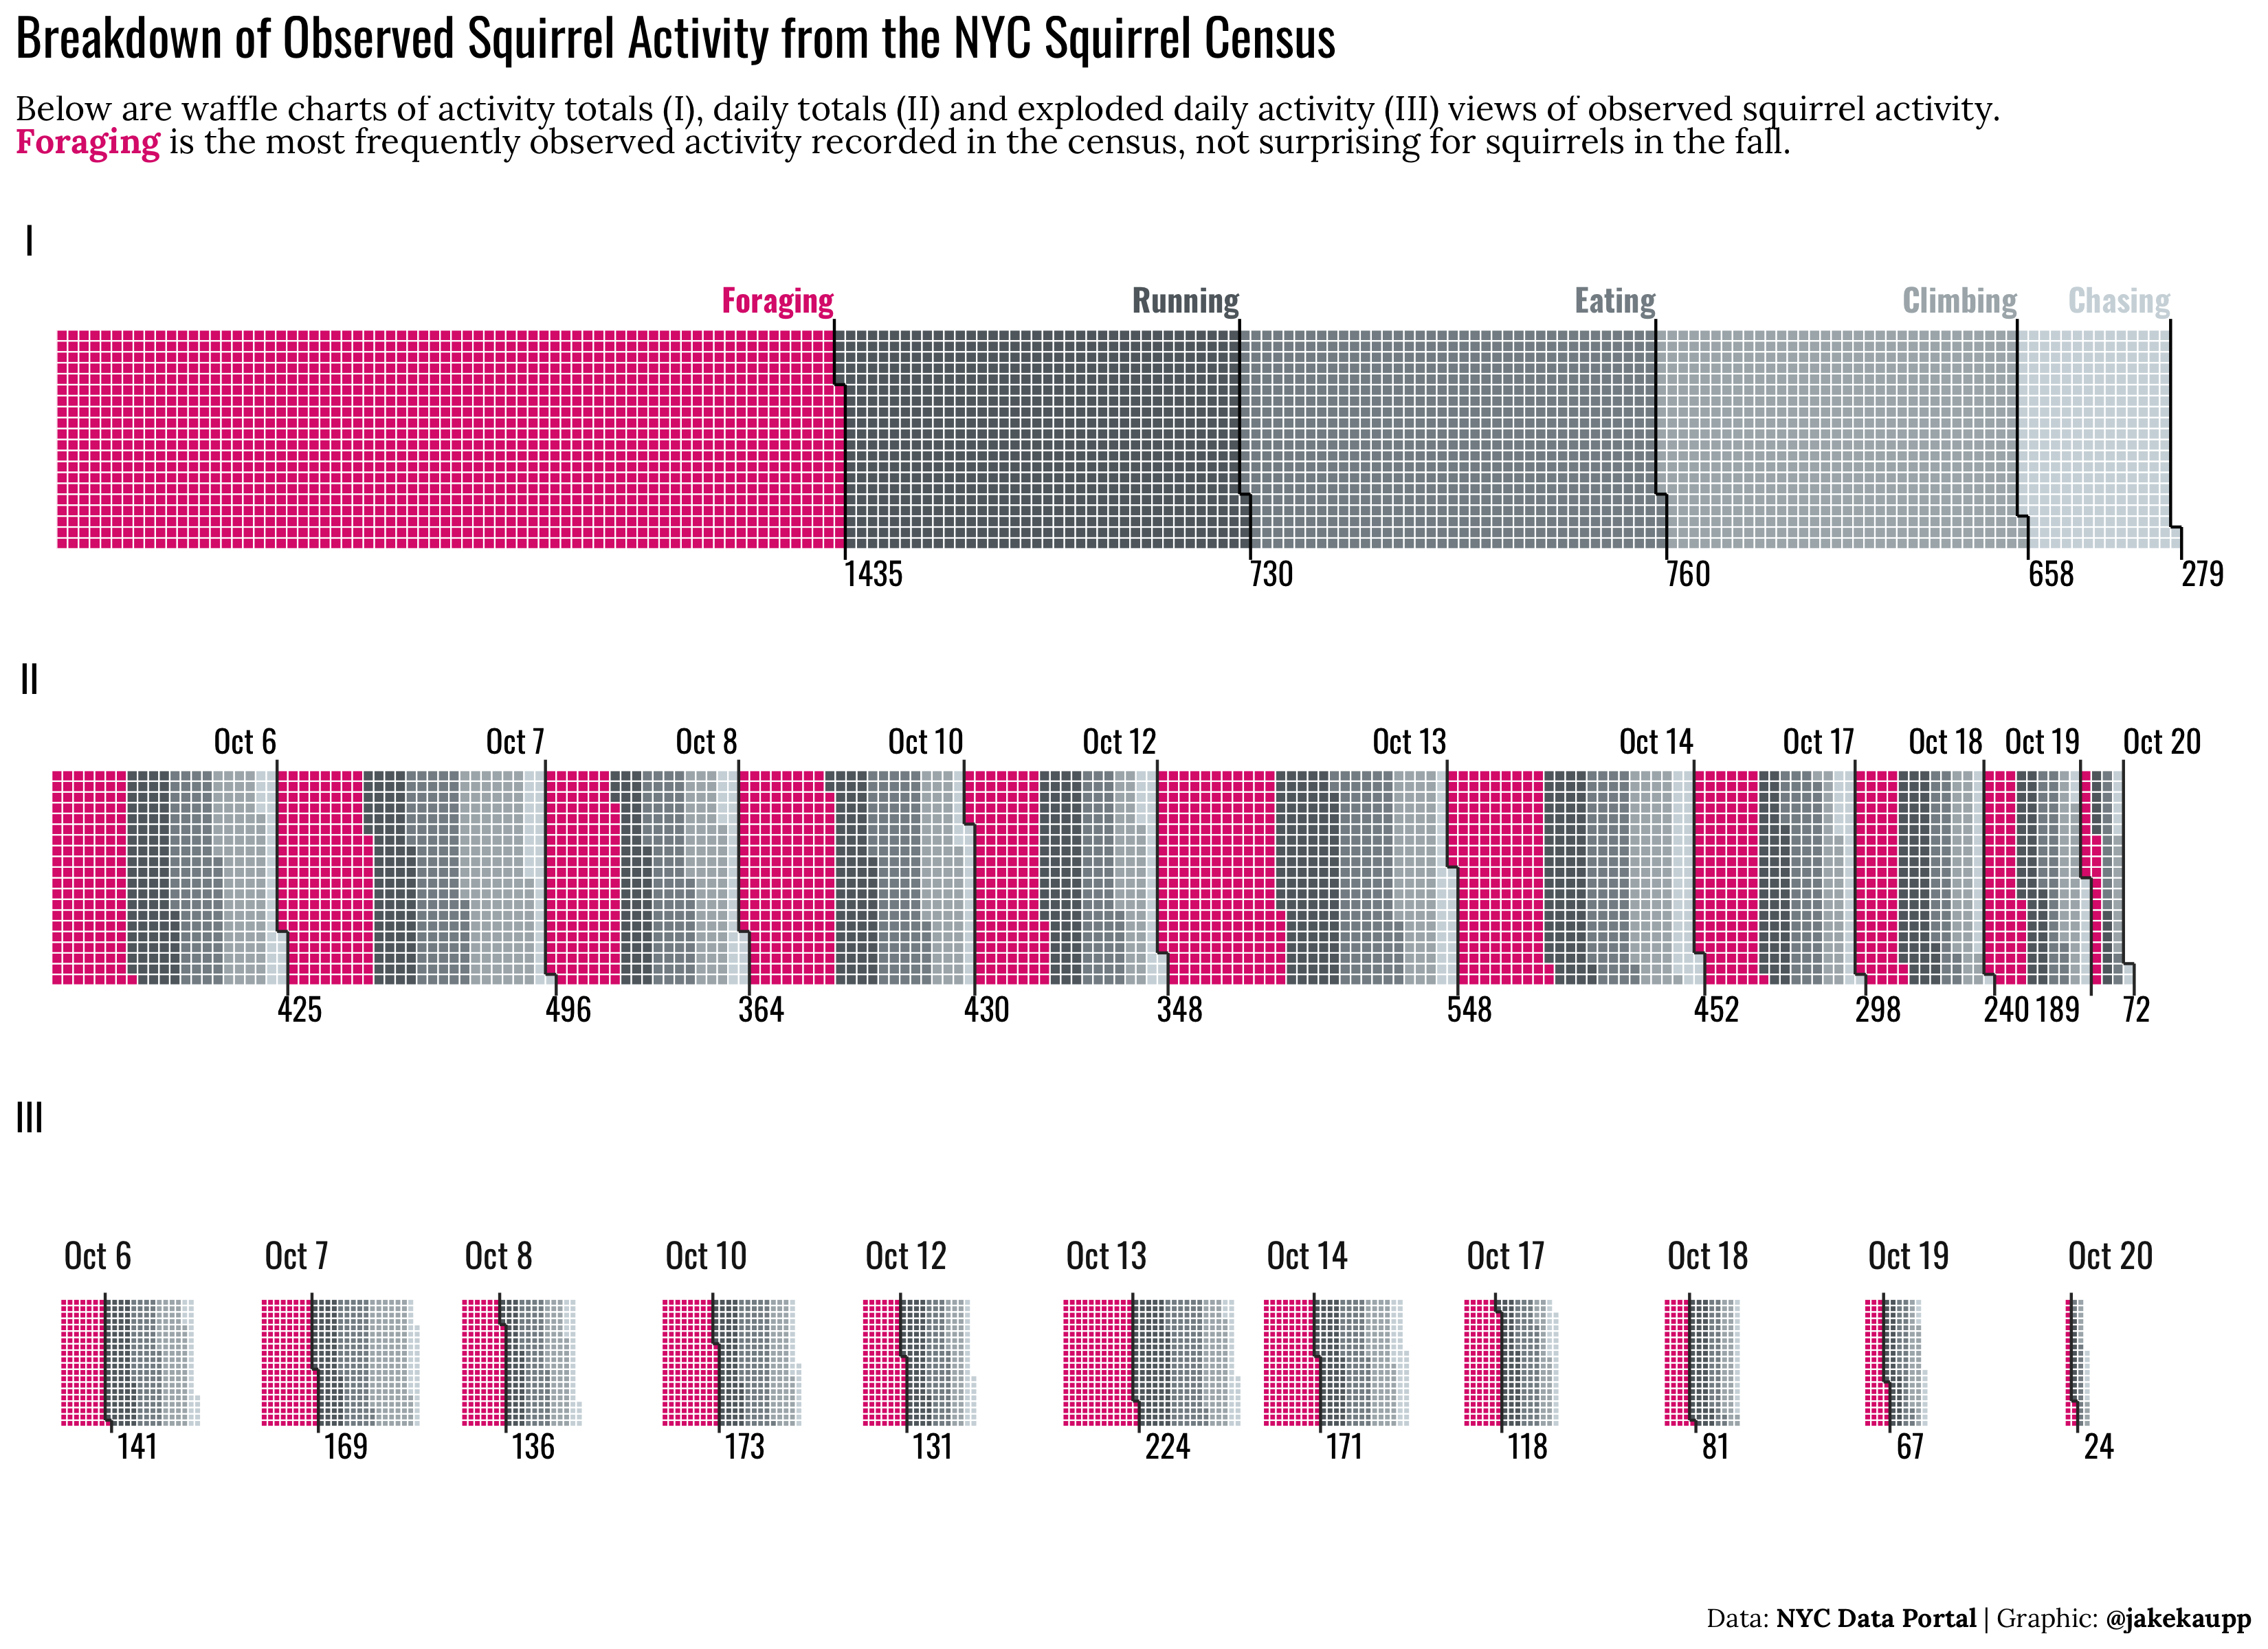 Breakdown of Observed Squirrel Activity from the NYC Squirrel Census
Below are waffle charts of activity totals (I), daily totals (II) and exploded daily activity (III) views of observed squirrel activity.
Foraging is the most frequently observed activity recorded in the census, not surprising for squirrels in the fall.
I
Foraging Running Eating Climbing Chasing
1435 730 760 658 279
II
Oct 6 Oct 7 Oct 8 Oct 10 Oct 12 Oct 13 Oct 14 Oct 17 Oct 18 Oct 19 Oct 20
425 496 364 430 348 548 452 298 240 189 72
III
Oct 6 Oct 7 Oct 8 Oct 10 Oct 12 Oct 13 Oct 14 Oct 17 Oct 18 Oct 19 Oct 20
141 169 136 173 131 224 171 118 81 67 24
Data: NYC Data Portal | Graphic: @jakekaupp